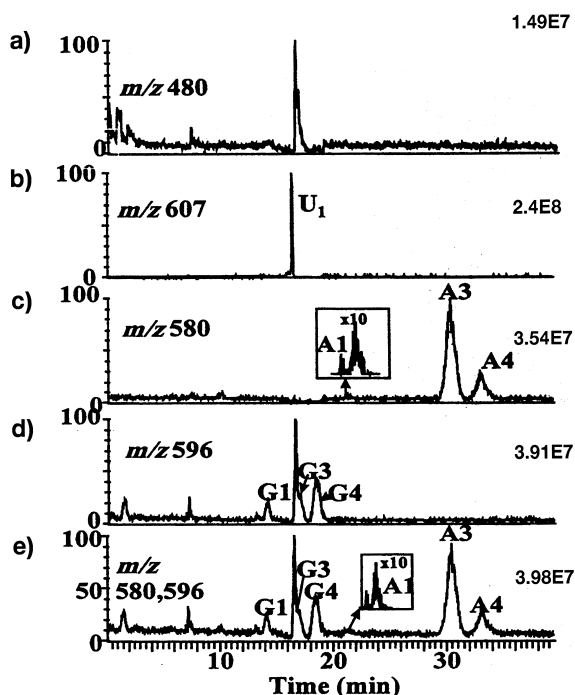 a)
100
m/z 480
1.49E7
0
b)
100
m/z 607
U1
2.4E8
0
c)
100
m/z 580
x10
A1
A3
A4
3.54E7
50
0
d)
100
m/z 596
G1
G3
G4
3.91E7
0
e)
100
m/z
580,596
50
G1
G3
G4
x10
A1
A3
A4
3.98E7
0
10
20
30
Time (min)